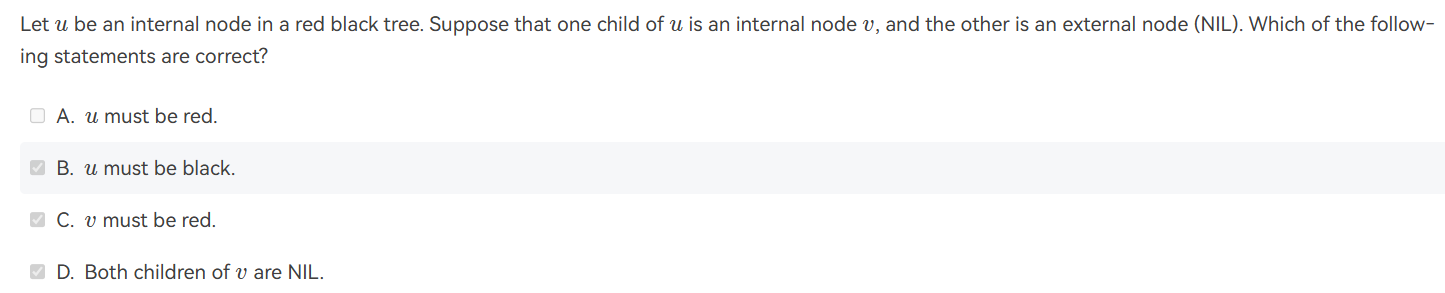 Let u be an internal node in a red black tree. Suppose that one child of u is an internal node v, and the other is an external node (NIL). Which of the follow-
ing statements are correct?
A. u must be red.
B. u must be black.
C. v must be red.
D. Both children of v are NIL.